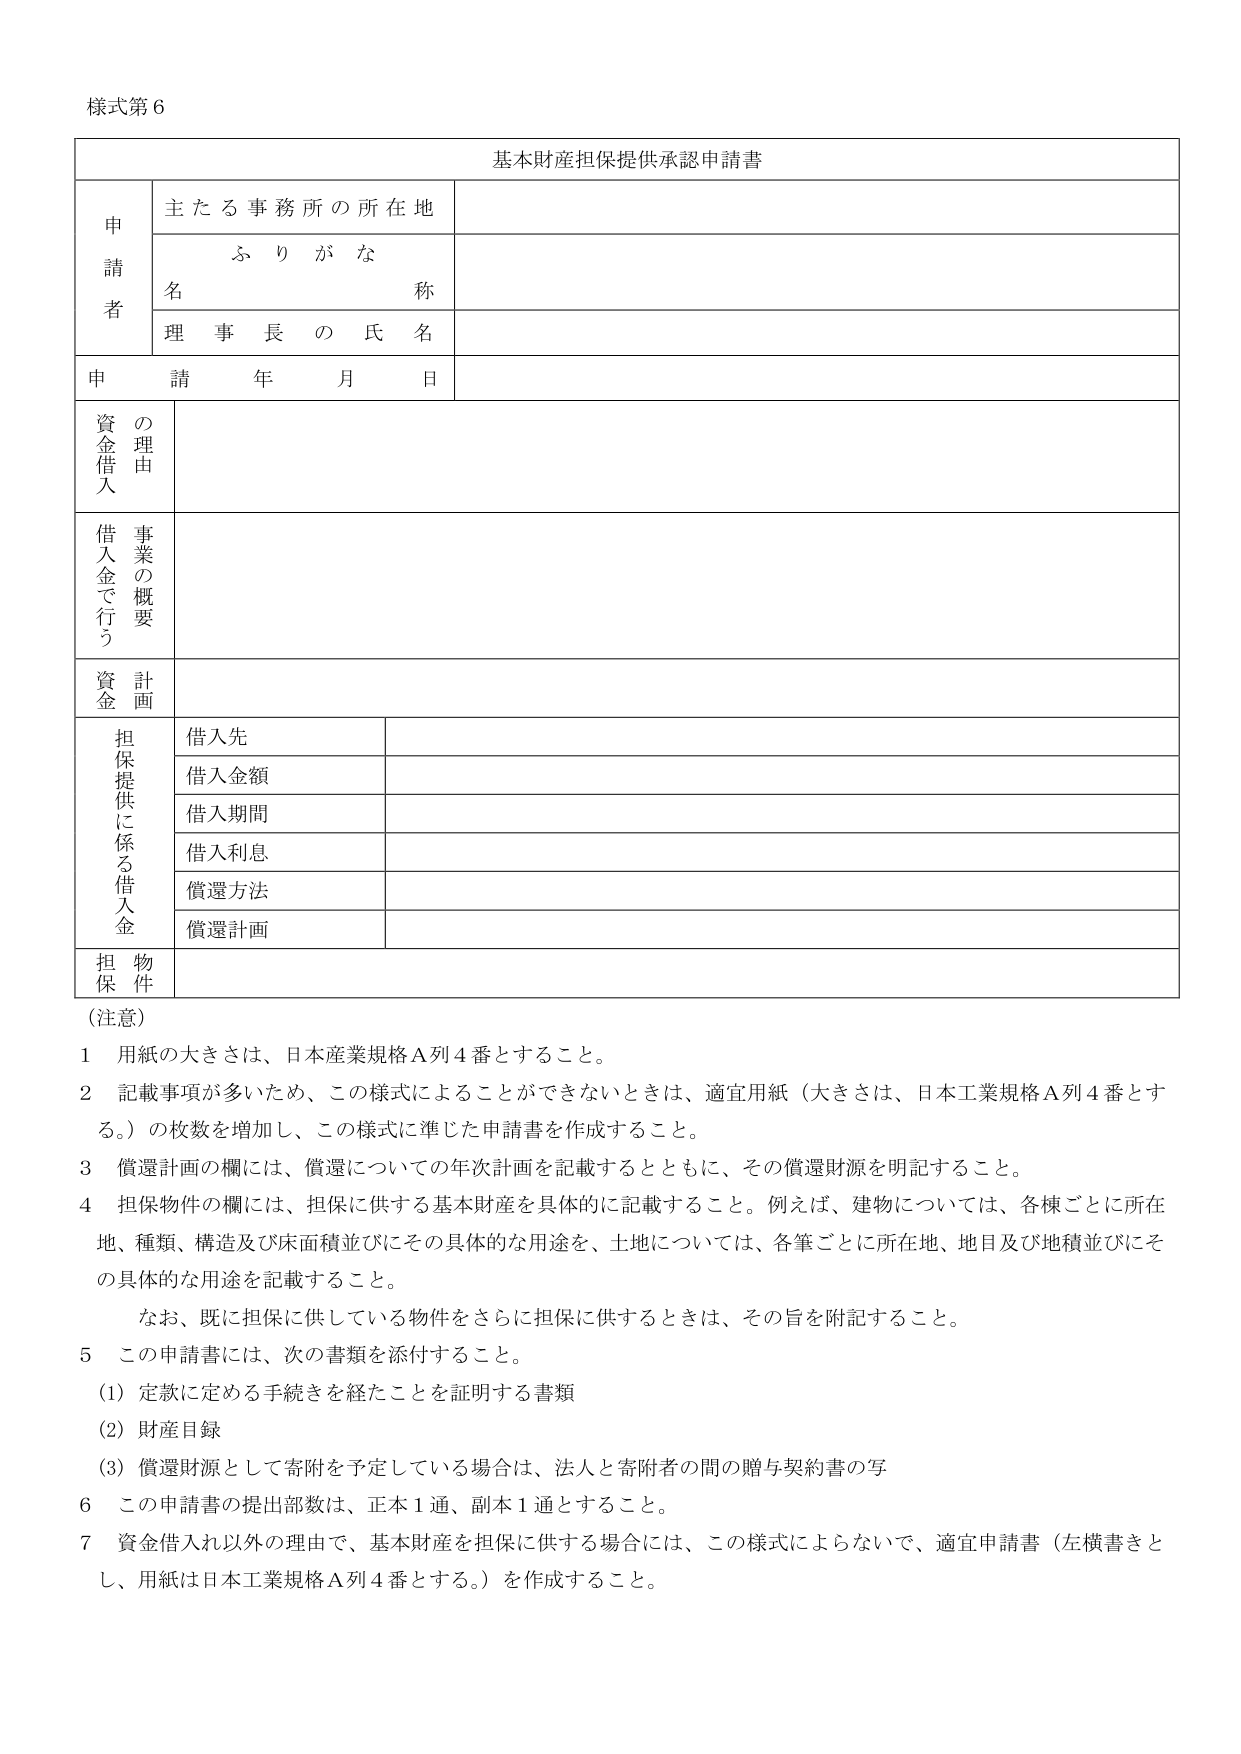 様式第６
基本財産担保提供承認申請書
申請者
主たる事務所の所在地
ふりがな
名称
理事長の氏名
申請年月日
資金借入
の理由
借入金で行う
事業の概要
資金
計画
担保提供に係る借入金
借入先
借入金額
借入期間
借入利息
償還方法
償還計画
担保
物件
（注意）
１　用紙の大きさは、日本産業規格Ａ列４番とすること。
２　記載事項が多いため、この様式によることができないときは、適宜用紙（大きさは、日本工業規格Ａ列４番とす
る。）の枚数を増加し、この様式に準じた申請書を作成すること。
３　償還計画の欄には、償還についての年次計画を記載するとともに、その償還財源を明記すること。
４　担保物件の欄には、担保に供する基本財産を具体的に記載すること。例えば、建物については、各棟ごとに所在
地、種類、構造及び床面積並びにその具体的な用途を、土地については、各筆ごとに所在地、地目及び地積並びにそ
の具体的な用途を記載すること。
なお、既に担保に供している物件をさらに担保に供するときは、その旨を附記すること。
５　この申請書には、次の書類を添付すること。
（1）定款に定める手続きを経たことを証明する書類
（2）財産目録
（3）償還財源として寄附を予定している場合は、法人と寄附者の間の贈与契約書の写
６　この申請書の提出部数は、正本１通、副本１通とすること。
７　資金借入れ以外の理由で、基本財産を担保に供する場合には、この様式によらないで、適宜申請書（左横書きと
し、用紙は日本工業規格Ａ列４番とする。）を作成すること。